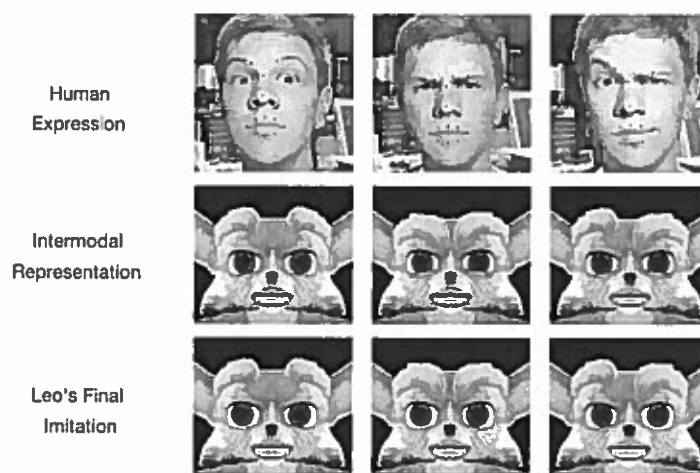 Human
Expression
Intermodal
Representation
Leo's Final
Imitation